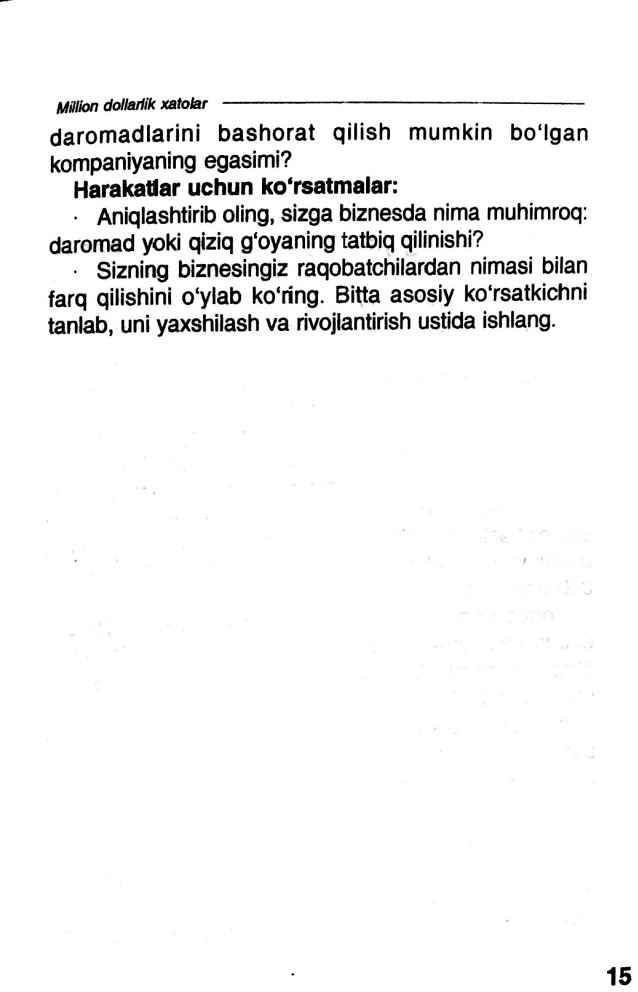 Million dollarlik xatolar
daromadlarini bashorat qilish mumkin bo‘lgan
kompaniyaning egasimi?
Harakatlar uchun ko‘rsatmalar:
· Aniqlashtirib oling, sizga biznesda nima muhimroq:
daromad yoki qiziq g‘oyaning tatbiq qilinishi?
· Sizning biznesingiz raqobatchilardan nimasi bilan
farq qilishini o‘ylab ko‘ring. Bitta asosiy ko‘rsatkichni
tanlab, uni yaxshilash va rivojlantirish ustida ishlang.
15